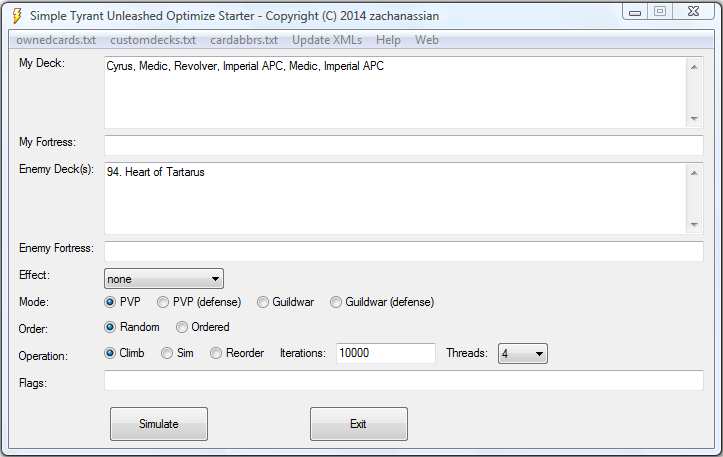 Simple Tyrant Unleashed Optimize Starter - Copyright (C) 2014 zachanassian
ownedcards.txt customdecks.txt cardabbrs.txt Update XMLs Help Web
My Deck: Cyrus, Medic, Revolver, Imperial APC, Medic, Imperial APC
My Fortress:
Enemy Deck(s): 94. Heart of Tartarus
Enemy Fortress:
Effect: none
Mode: PVP PVP (defense) Guildwar Guildwar (defense)
Order: Random Ordered
Operation: Climb Sim Reorder Iterations: 10000 Threads: 4
Flags:
Simulate Exit